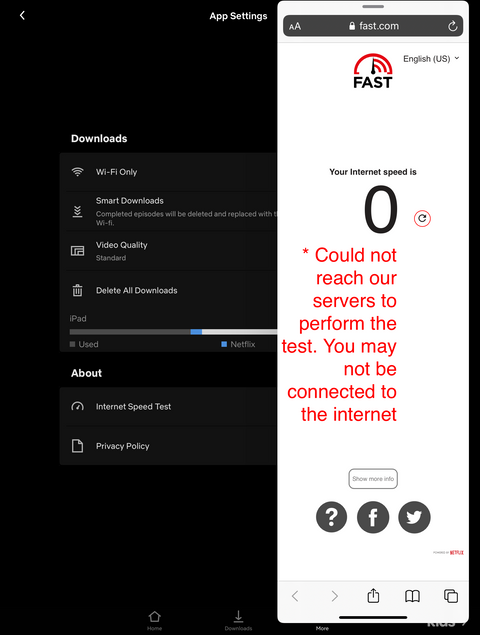 App Settings
Downloads
Wi-Fi Only
Smart Downloads
Completed episodes will be deleted and replaced with t
Wi-fi.
Video Quality
Standard
Delete All Downloads
iPad
Used
Netflix
About
Internet Speed Test
Privacy Policy
Home
Downloads
More
AA
fast.com
English (US)
FAST
Your Internet speed is
0
* Could not
reach our
servers to
perform the
test. You may
not be
connected to
the internet
Show more info
?
f
POWERED BY NETFLIX
Kids